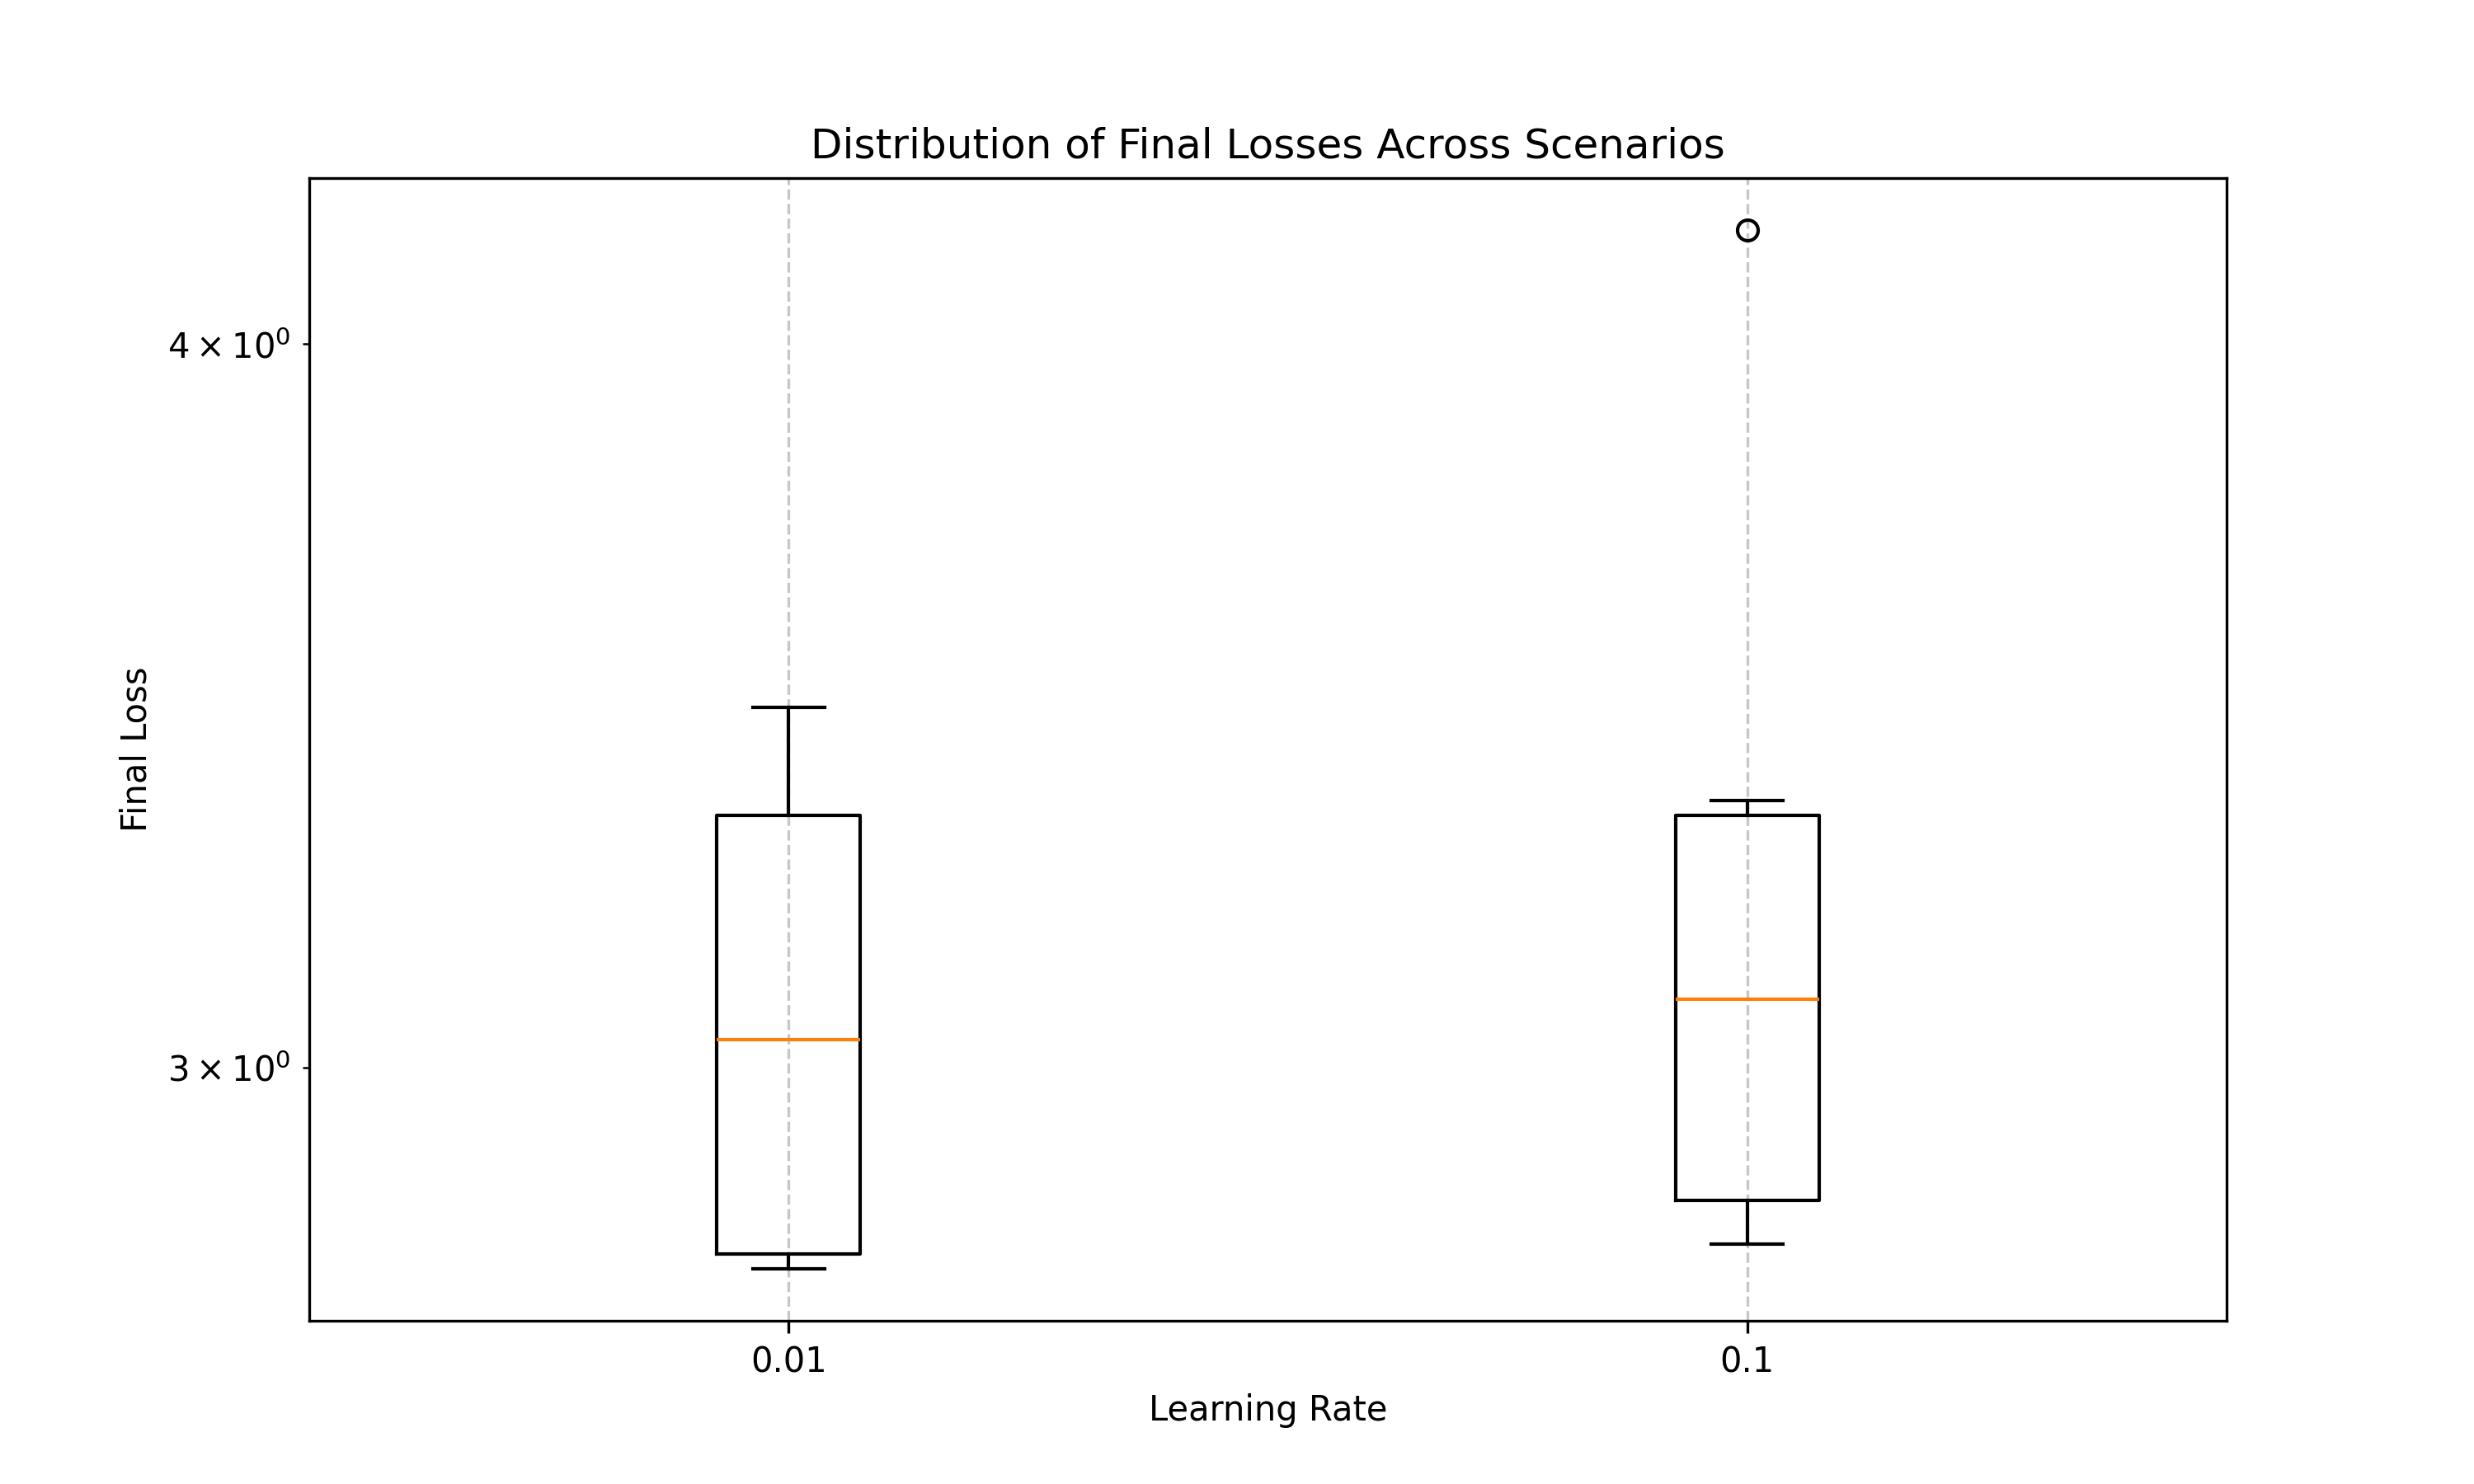 Distribution of Final Losses Across Scenarios
4 × 10⁰
3 × 10⁰
Final Loss
0.01
0.1
Learning Rate